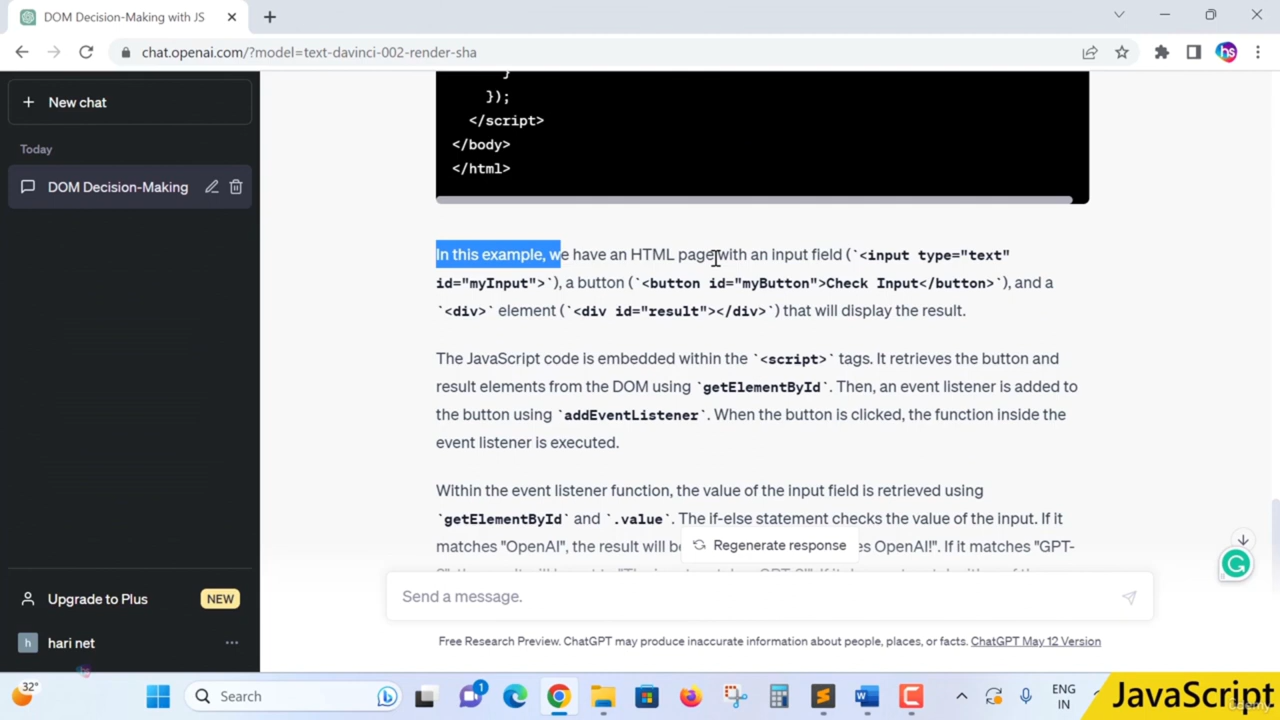 DOM Decision-Making with JS
chat.openai.com/?model=text-davinci-002-render-sha
hs
New chat
Today
DOM Decision-Making
}
});
</script>
</body>
</html>
In this example, we have an HTML page with an input field (`<input type="text"
id="myInput">`), a button (`<button id="myButton">Check Input</button>`), and a
`<div>` element (`<div id="result"></div>`) that will display the result.
The JavaScript code is embedded within the `<script>` tags. It retrieves the button and
result elements from the DOM using `getElementById`. Then, an event listener is added to
the button using `addEventListener`. When the button is clicked, the function inside the
event listener is executed.
Within the event listener function, the value of the input field is retrieved using
`getElementById` and `.value`. The if-else statement checks the value of the input. If it
matches "OpenAI", the result will be
es OpenAI!". If it matches "GPT-
Regenerate response
Send a message.
Free Research Preview. ChatGPT may produce inaccurate information about people, places, or facts. ChatGPT May 12 Version
Upgrade to Plus
NEW
h
hari net
32°
Search
1
ENG
IN
JavaScript